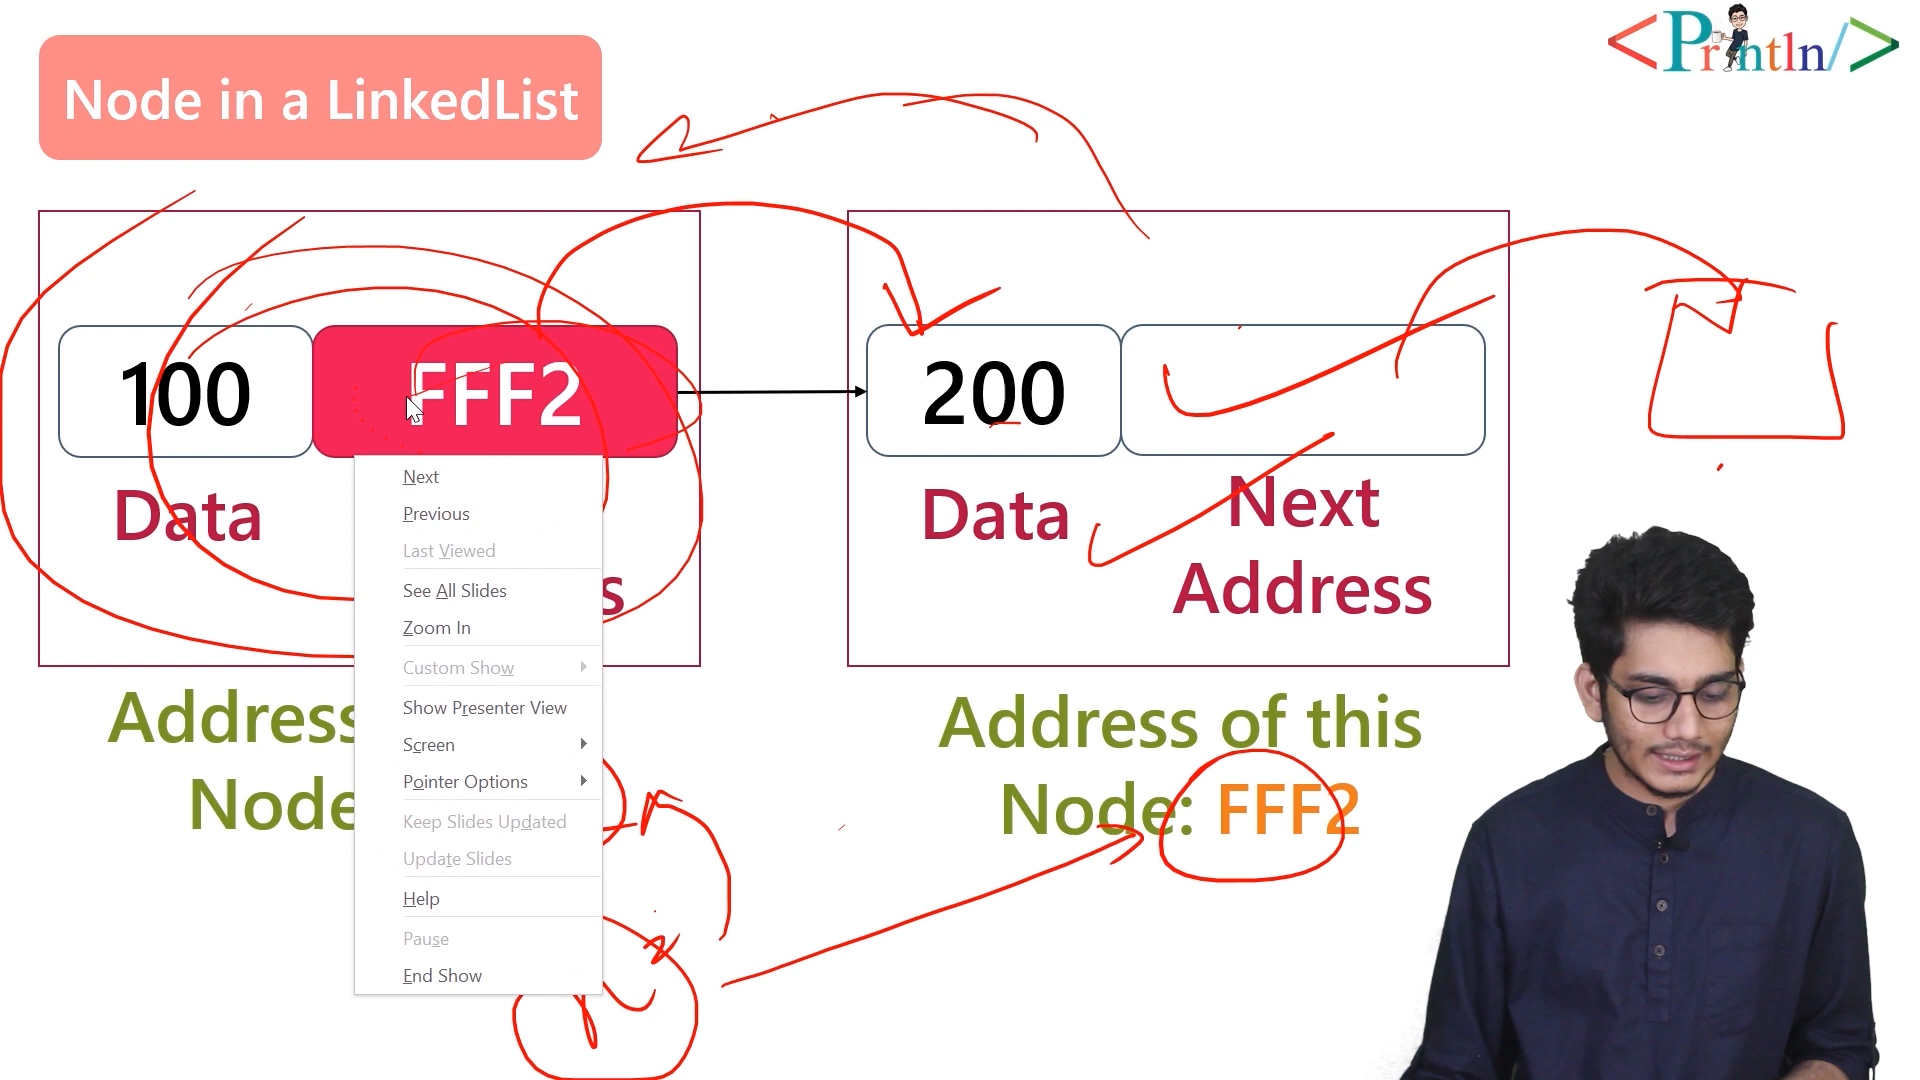 Node in a LinkedList
<Println/>
100 FFF2
200
Data
Data Next
Address
s
Address
Node
Address of this
Node: FFF2
Next
Previous
Last Viewed
See All Slides
Zoom In
Custom Show
Show Presenter View
Screen
Pointer Options
Keep Slides Updated
Update Slides
Help
Pause
End Show